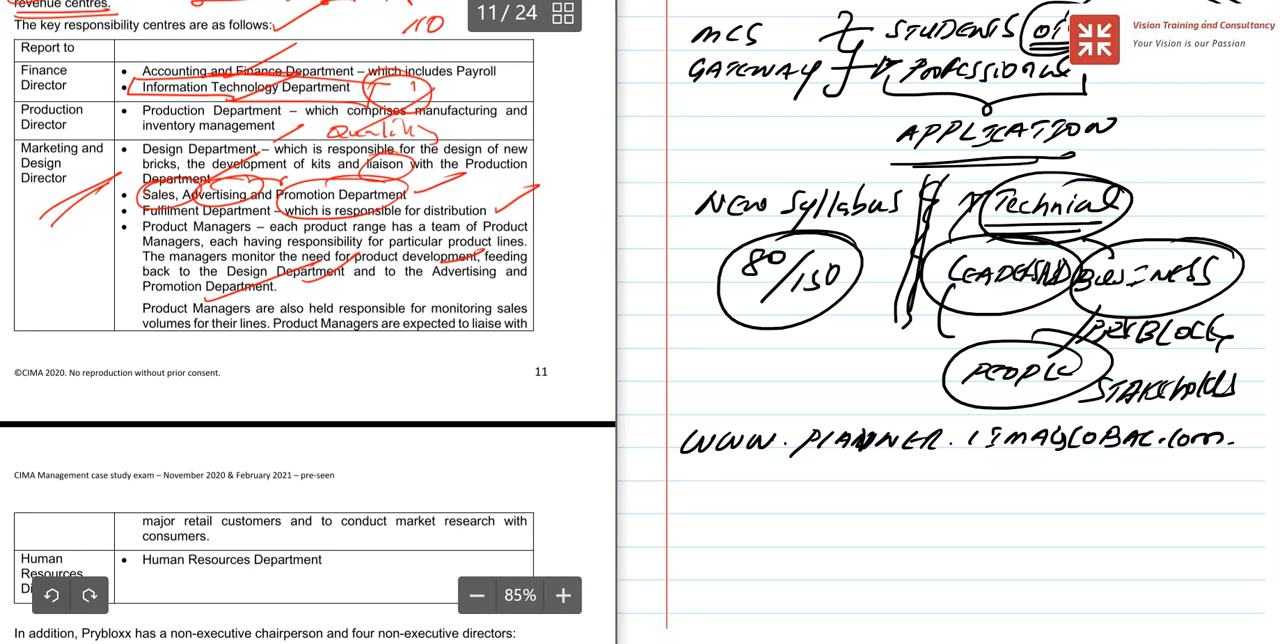 revenue centres.
The key responsibility centres are as follows:
11 / 24
Report to
Finance
Director
• Accounting and Finance Department – which includes Payroll
• Information Technology Department
Production
Director
• Production Department – which comprises manufacturing and
inventory management
Quality
Marketing and
Design
Director
• Design Department – which is responsible for the design of new
bricks, the development of kits and liaison with the Production
Department
• Sales, Advertising and Promotion Department
• Fulfilment Department – which is responsible for distribution
• Product Managers – each product range has a team of Product
Managers, each having responsibility for particular product lines.
The managers monitor the need for product development, feeding
back to the Design Department and to the Advertising and
Promotion Department.
Product Managers are also held responsible for monitoring sales
volumes for their lines. Product Managers are expected to liaise with
©CIMA 2020. No reproduction without prior consent.
11
CIMA Management case study exam – November 2020 & February 2021 – pre-seen
major retail customers and to conduct market research with
consumers.
Human
Resources
• Human Resources Department
85%
In addition, Prybloxx has a non-executive chairperson and four non-executive directors:
Vision Training and Consultancy
Your Vision is our Passion
MCS
STUDENTS
GATEWAY
PROFESSIONAL
APPLICATION
New Syllabus
Technical
80/150
BUSINESS
PEOPLE